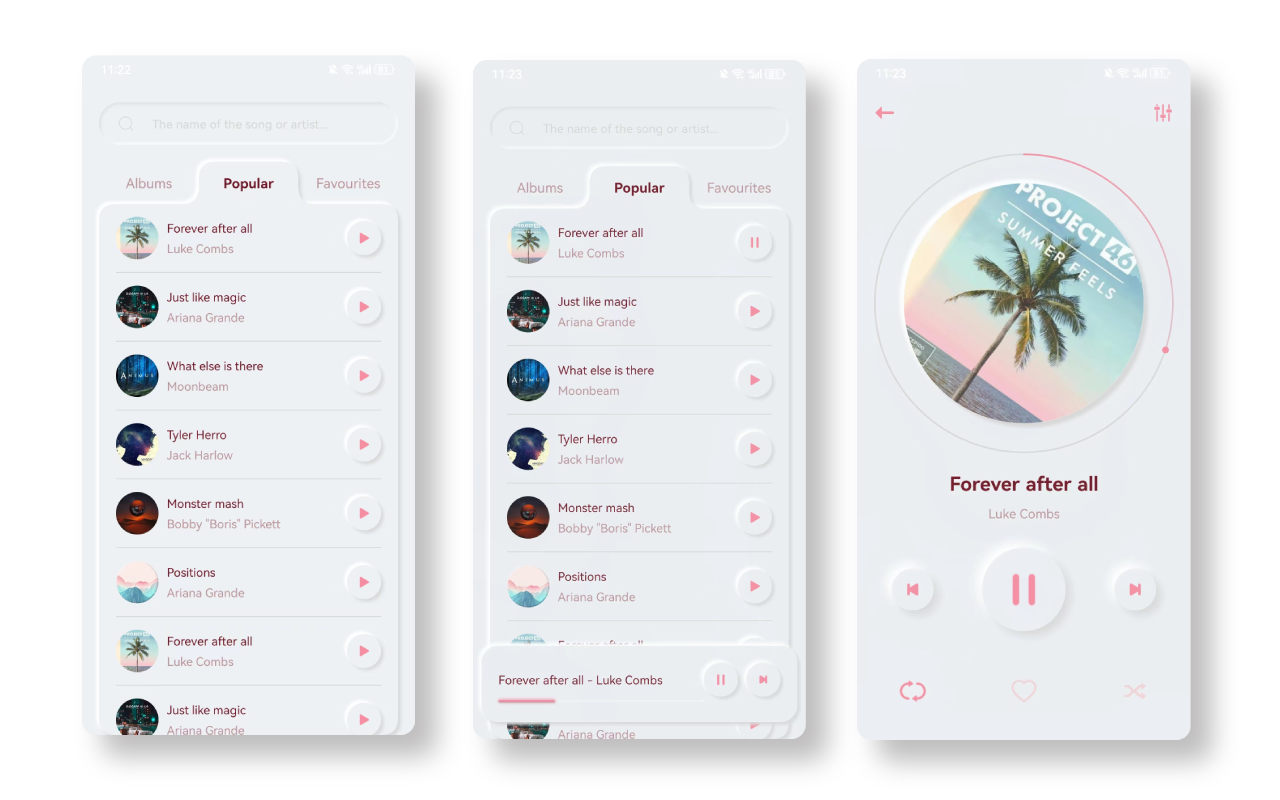 11:22
The name of the song or artist...
Albums
Popular
Favourites
Forever after all
Luke Combs
Just like magic
Ariana Grande
What else is there
Moonbeam
ANIMUS
Tyler Herro
Jack Harlow
Monster mash
Bobby "Boris" Pickett
Positions
Ariana Grande
Forever after all
Luke Combs
Just like magic
Ariana Grande
11:23
The name of the song or artist...
Albums
Popular
Favourites
Forever after all
Luke Combs
Just like magic
Ariana Grande
What else is there
Moonbeam
ANIMUS
Tyler Herro
Jack Harlow
Monster mash
Bobby "Boris" Pickett
Positions
Ariana Grande
Forever after all
Forever after all - Luke Combs
Ariana Grande
11:23
PROJECT 46
SUMMER FEELS
Forever after all
Luke Combs